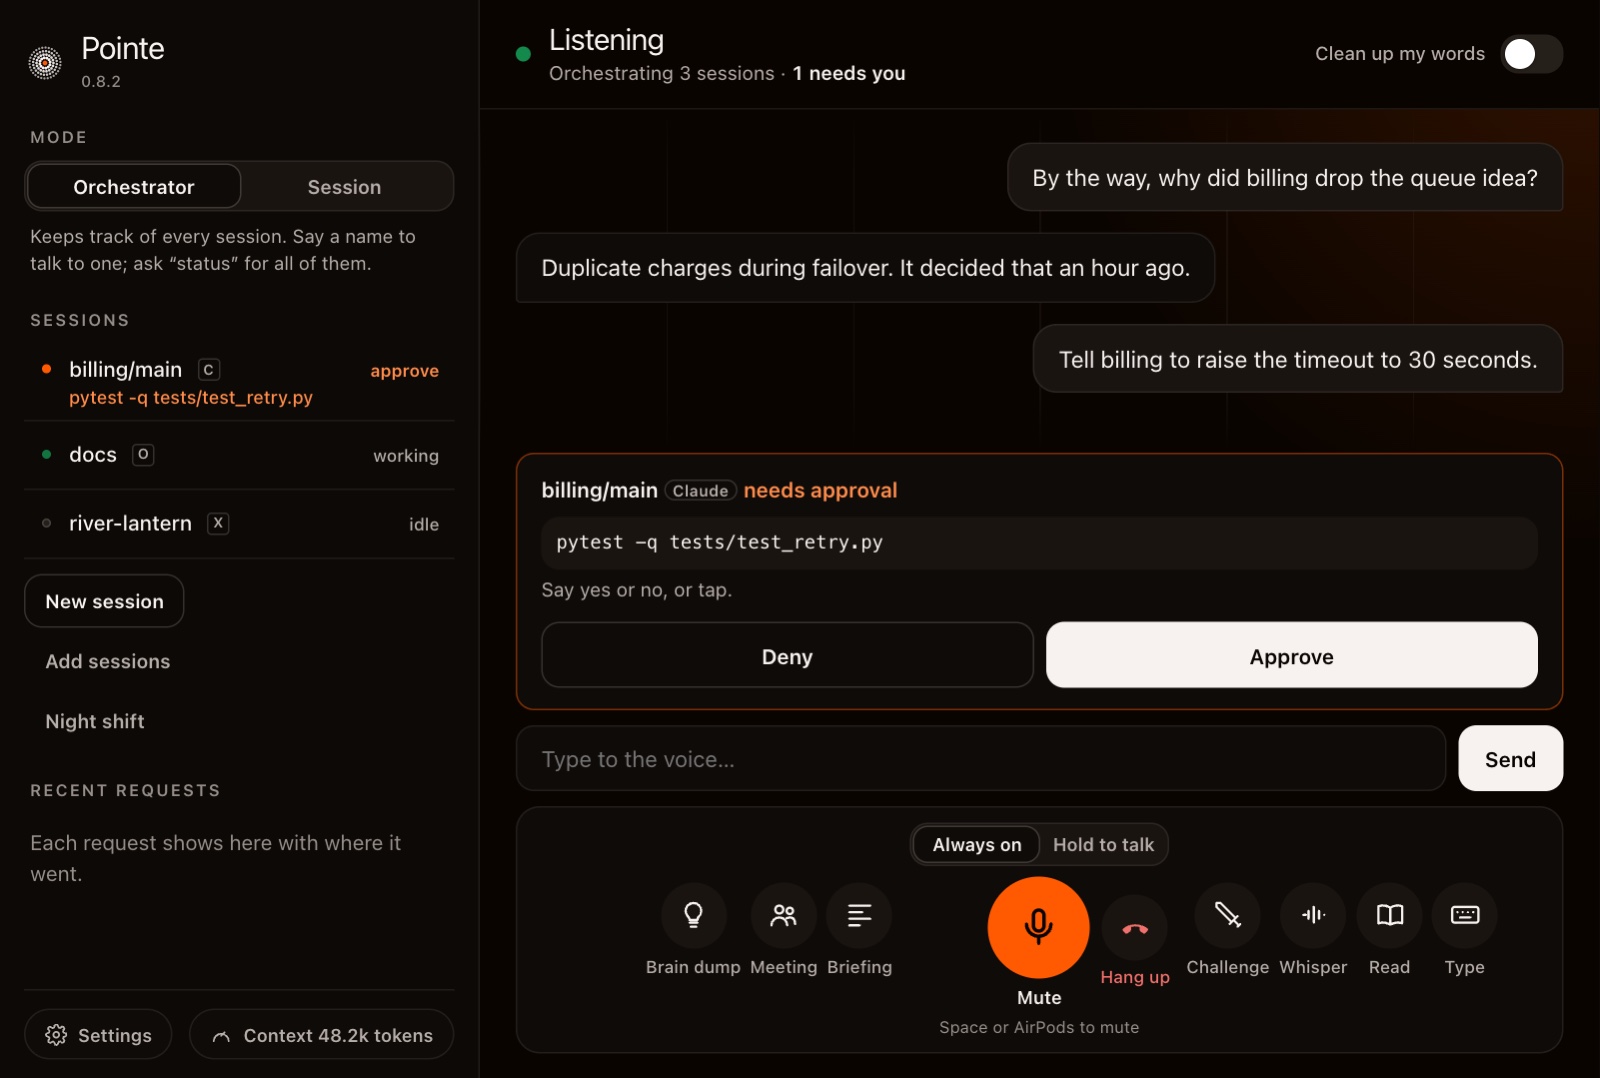 Pointe
0.8.2
MODE
Orchestrator
Session
Keeps track of every session. Say a name to
talk to one; ask “status” for all of them.
SESSIONS
billing/main C approve
pytest -q tests/test_retry.py
docs O working
river-lantern X idle
New session
Add sessions
Night shift
RECENT REQUESTS
Each request shows here with where it
went.
Settings
Context 48.2k tokens
Listening
Orchestrating 3 sessions · 1 needs you
Clean up my words
By the way, why did billing drop the queue idea?
Duplicate charges during failover. It decided that an hour ago.
Tell billing to raise the timeout to 30 seconds.
billing/main Claude needs approval
pytest -q tests/test_retry.py
Say yes or no, or tap.
Deny
Approve
Type to the voice...
Send
Always on
Hold to talk
Brain dump
Meeting
Briefing
Mute
Hang up
Challenge
Whisper
Read
Type
Space or AirPods to mute